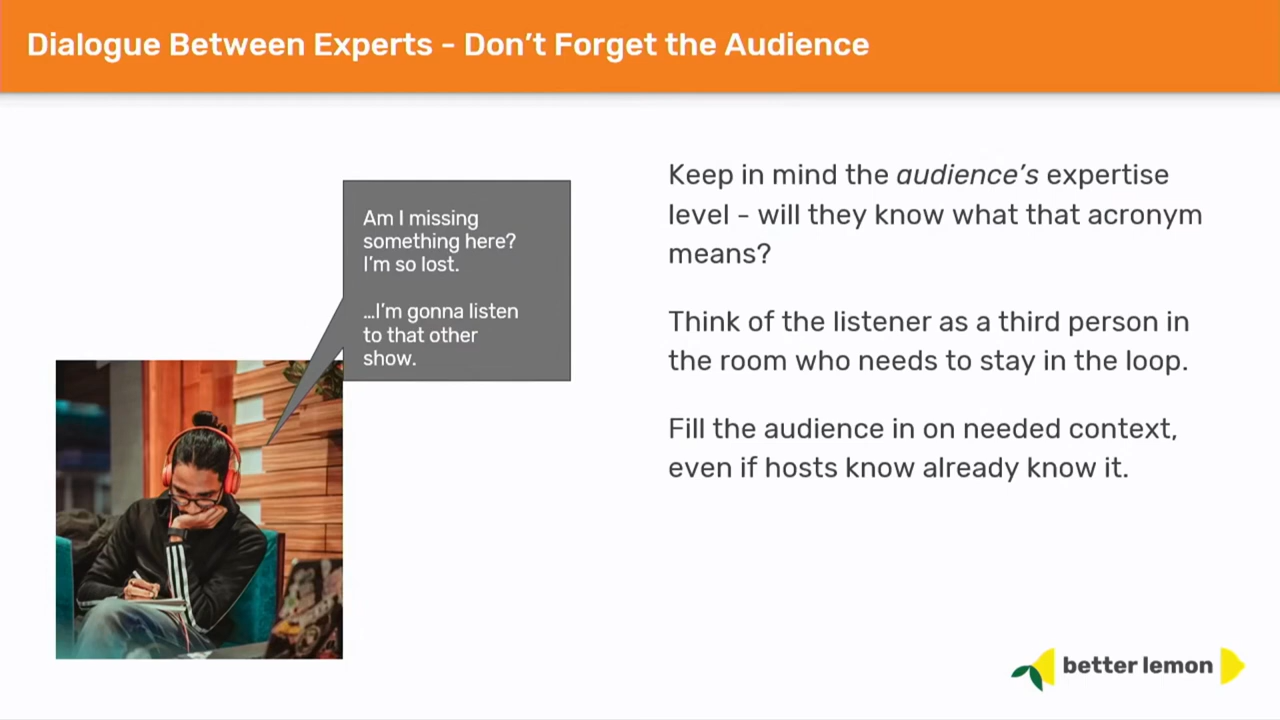 Dialogue Between Experts - Don't Forget the Audience
Am I missing
something here?
I'm so lost.
...I'm gonna listen
to that other
show.
Keep in mind the audience's expertise
level - will they know what that acronym
means?
Think of the listener as a third person in
the room who needs to stay in the loop.
Fill the audience in on needed context,
even if hosts know already know it.
better lemon